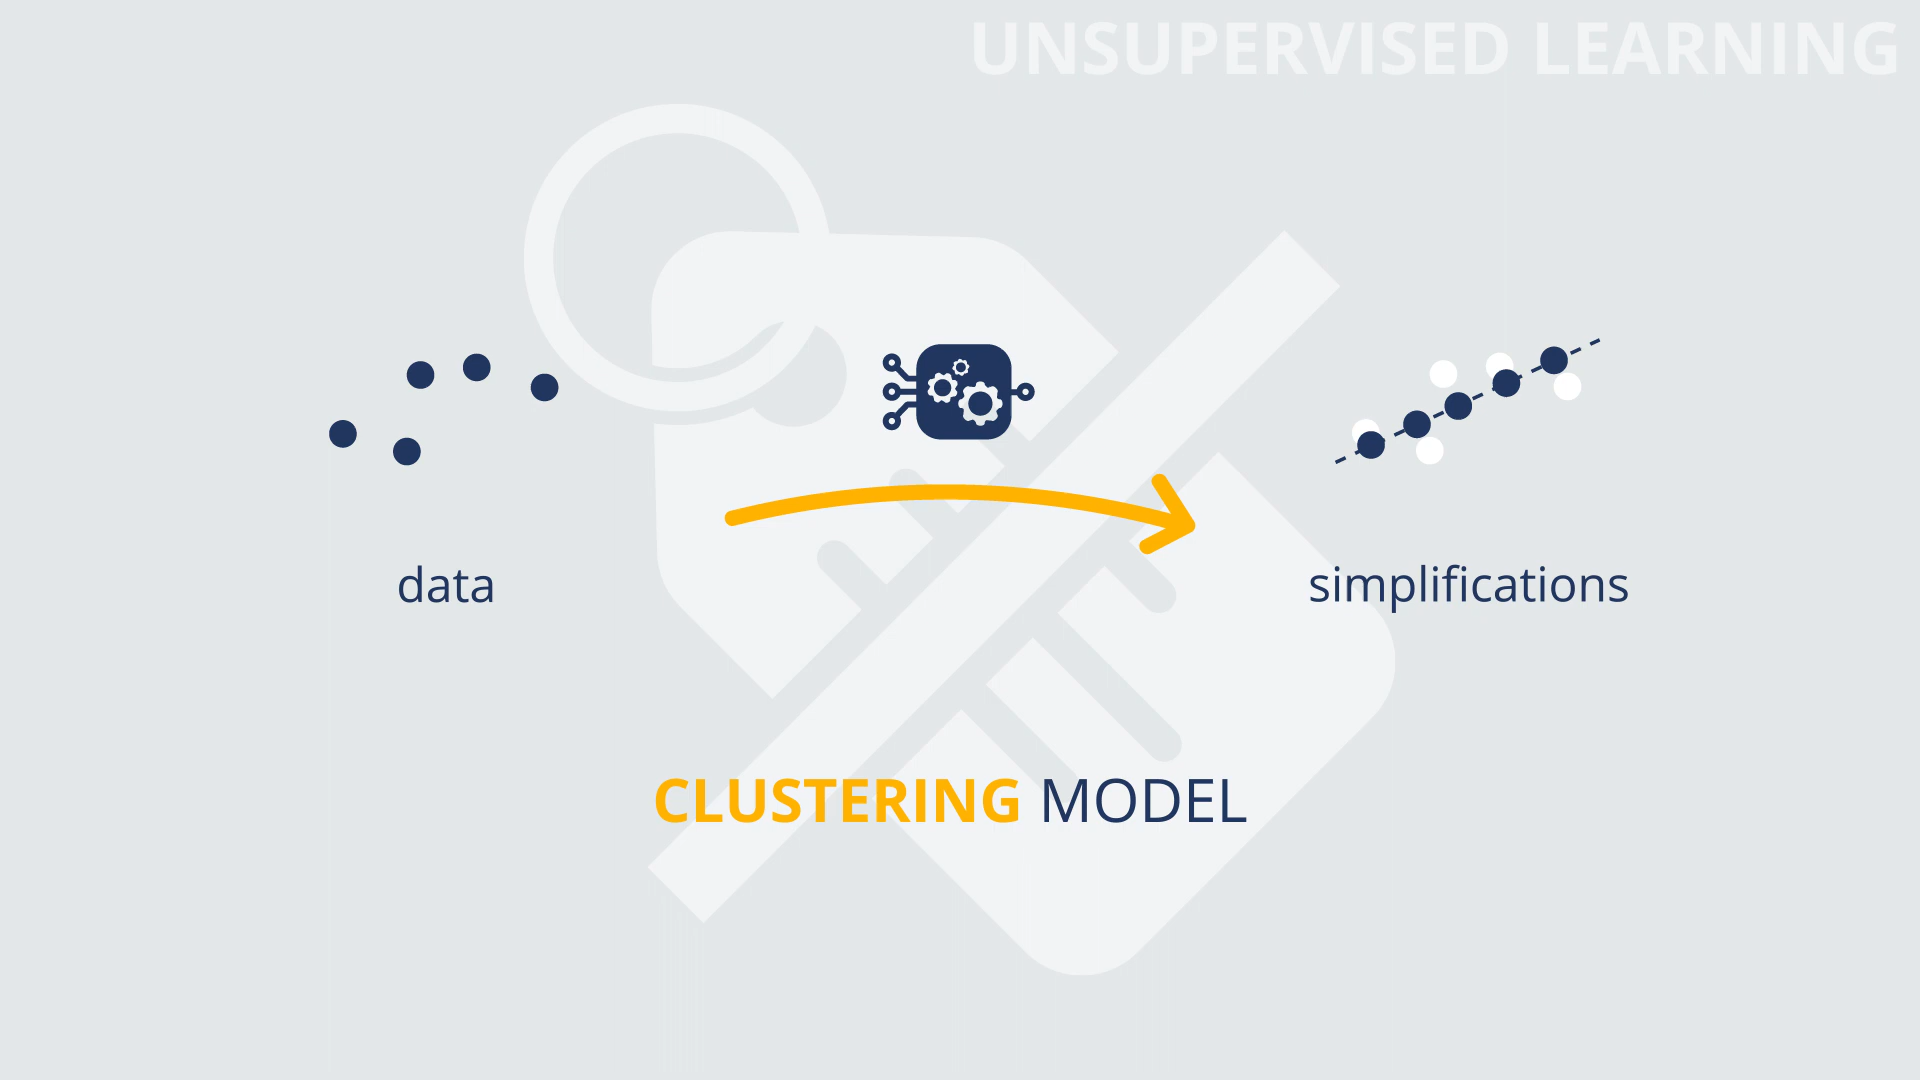 UNSUPERVISED LEARNING
data
simplifications
CLUSTERING MODEL